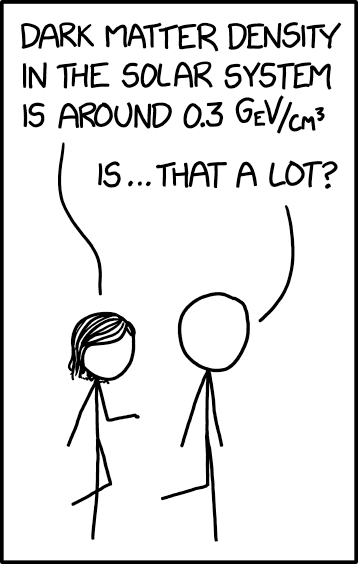 DARK MATTER DENSITY
IN THE SOLAR SYSTEM
IS AROUND 0.3 GEV/CM³
IS...THAT A LOT?